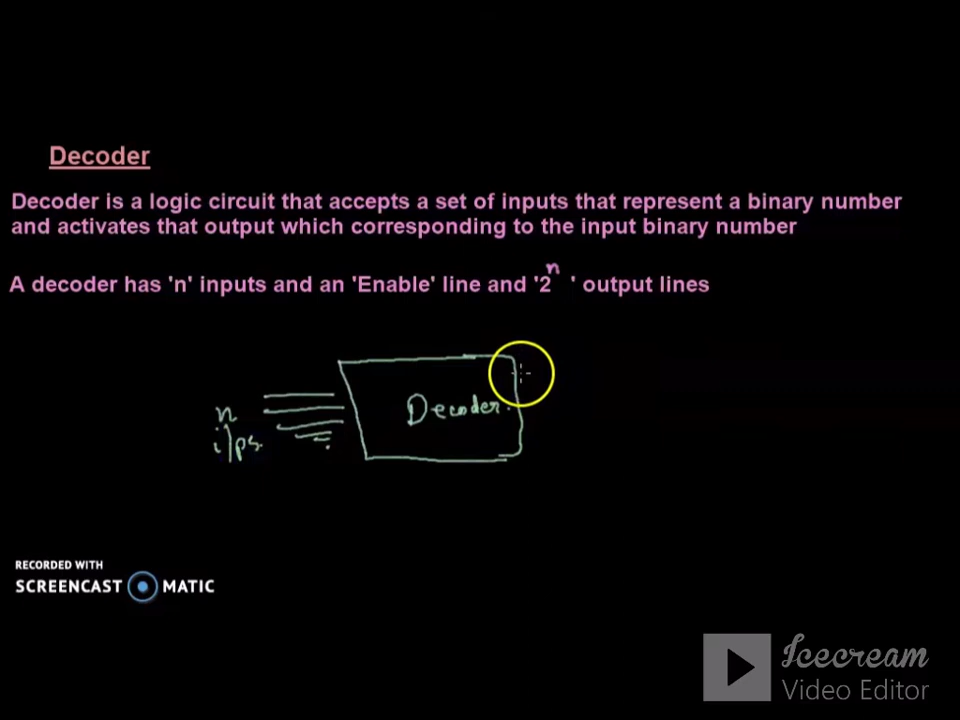 Decoder
Decoder is a logic circuit that accepts a set of inputs that represent a binary number
and activates that output which corresponding to the input binary number
A decoder has 'n' inputs and an 'Enable' line and '2ⁿ ' output lines
Decoder.
n
i/ps.
RECORDED WITH
SCREENCAST MATIC
Icecream
Video Editor